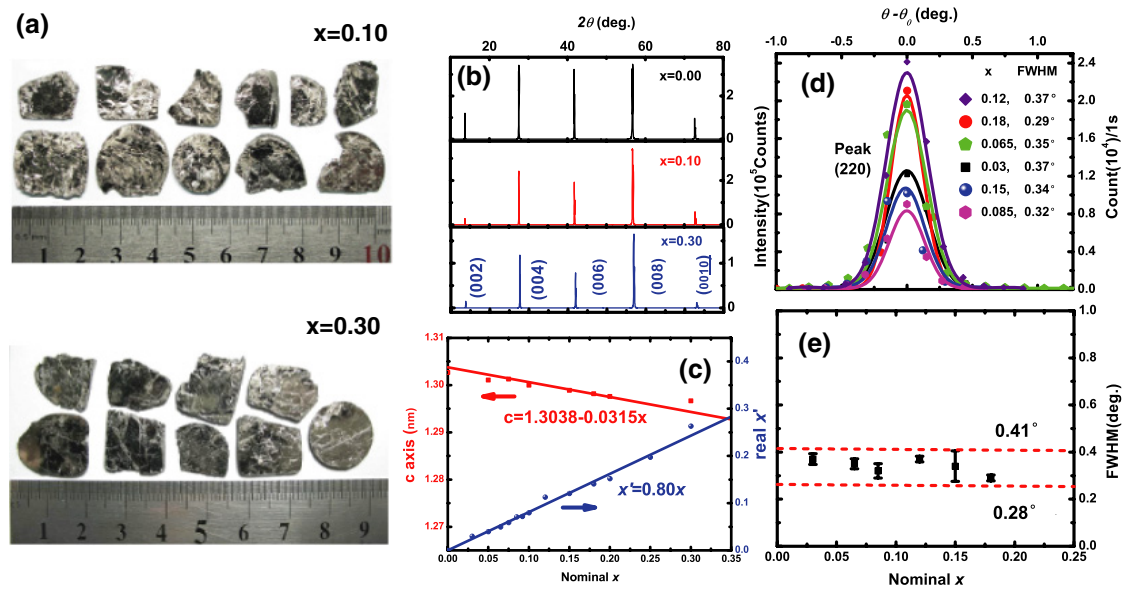 (a)
x=0.10
0.5 mm
1 2 3 4 5 6 7 8 9 10
x=0.30
1 2 3 4 5 6 7 8 9
2θ (deg.)
20 40 60 80
(b)
x=0.00
2
0
x=0.10
2
0
x=0.30
2
0
(002) (004) (006) (008) (0010)
1.31
1.30
1.29
1.28
1.27
c axis (nm)
(c)
c=1.3038-0.0315x
x'=0.80x
0.4
0.3
0.2
0.1
0.0
real x'
0.00 0.05 0.10 0.15 0.20 0.25 0.30 0.35
Nominal x
Intensity(10⁵Counts)
θ-θ₀ (deg.)
-1.0 -0.5 0.0 0.5 1.0
(d)
Peak
(220)
x FWHM
0.12, 0.37°
0.18, 0.29°
0.065, 0.35°
0.03, 0.37°
0.15, 0.34°
0.085, 0.32°
2.4
2.0
1.6
1.2
0.8
0.4
0.0
Count(10⁴)/1s
(e)
0.41°
0.28°
1.0
0.8
0.6
0.4
0.2
0.0
FWHM(deg.)
0.00 0.05 0.10 0.15 0.20 0.25
Nominal x